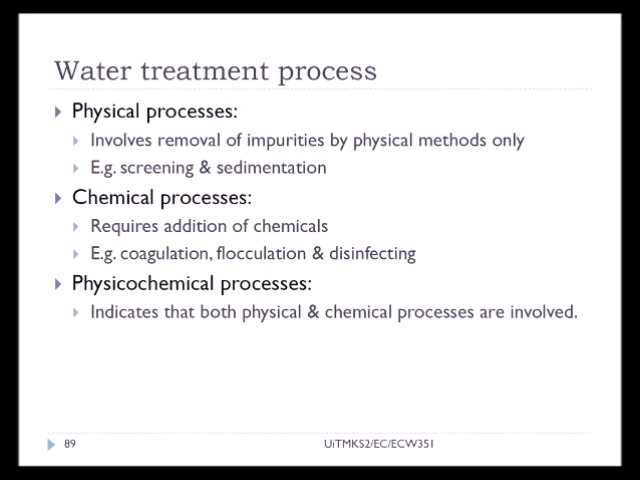 Water treatment process
Physical processes:
Involves removal of impurities by physical methods only
E.g. screening & sedimentation
Chemical processes:
Requires addition of chemicals
E.g. coagulation, flocculation & disinfecting
Physicochemical processes:
Indicates that both physical & chemical processes are involved.
89
UiTMKS2/EC/ECW351